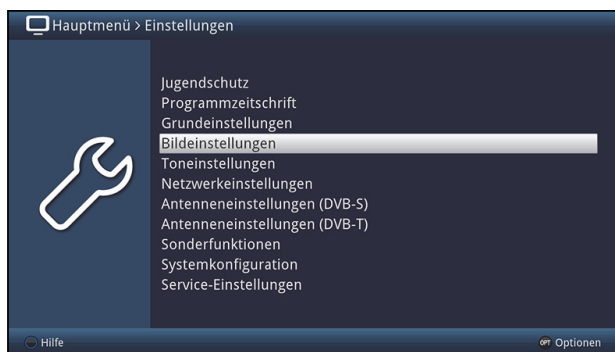 Hauptmenü > Einstellungen
Jugendschutz
Programmzeitschrift
Grundeinstellungen
Bildeinstellungen
Toneinstellungen
Netzwerkeinstellungen
Antenneneinstellungen (DVB-S)
Antenneneinstellungen (DVB-T)
Sonderfunktionen
Systemkonfiguration
Service-Einstellungen
Hilfe
OPT Optionen